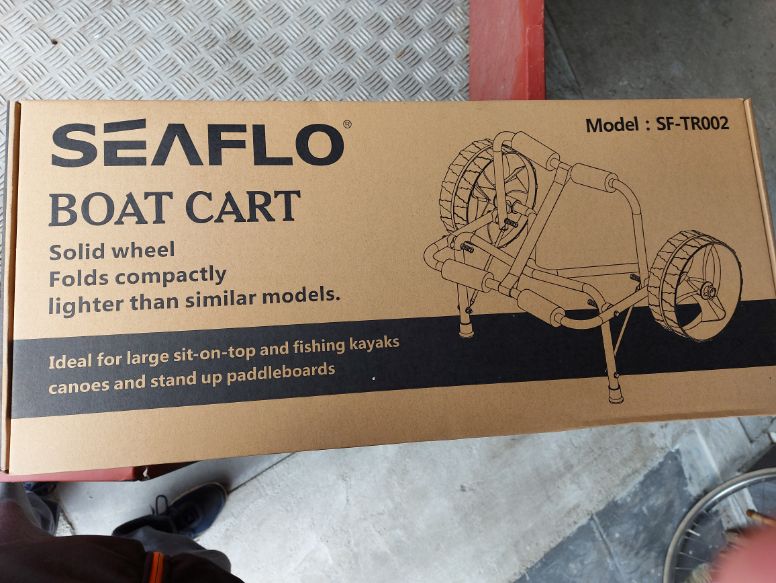 SEAFLO®
Model : SF-TR002
BOAT CART
Solid wheel
Folds compactly
lighter than similar models.
Ideal for large sit-on-top and fishing kayaks
canoes and stand up paddleboards